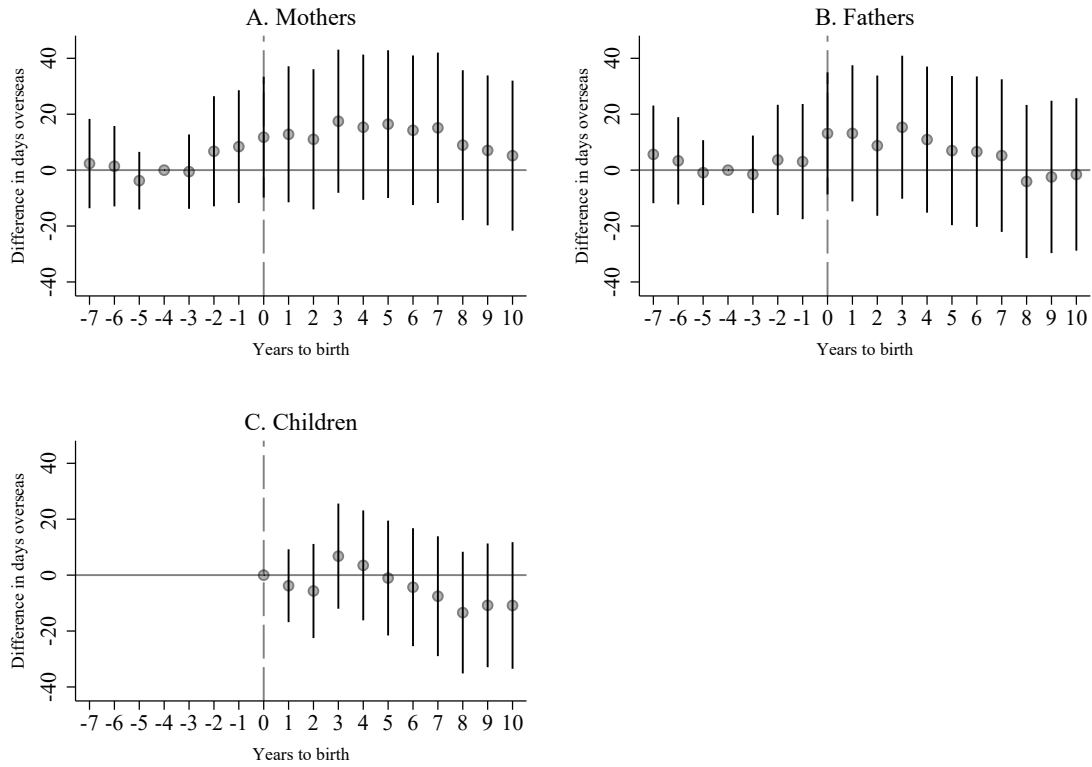 A. Mothers
Difference in days overseas
40
20
0
-20
-40
-7 -6 -5 -4 -3 -2 -1 0 1 2 3 4 5 6 7 8 9 10
Years to birth
B. Fathers
Difference in days overseas
40
20
0
-20
-40
-7 -6 -5 -4 -3 -2 -1 0 1 2 3 4 5 6 7 8 9 10
Years to birth
C. Children
Difference in days overseas
40
20
0
-20
-40
-7 -6 -5 -4 -3 -2 -1 0 1 2 3 4 5 6 7 8 9 10
Years to birth